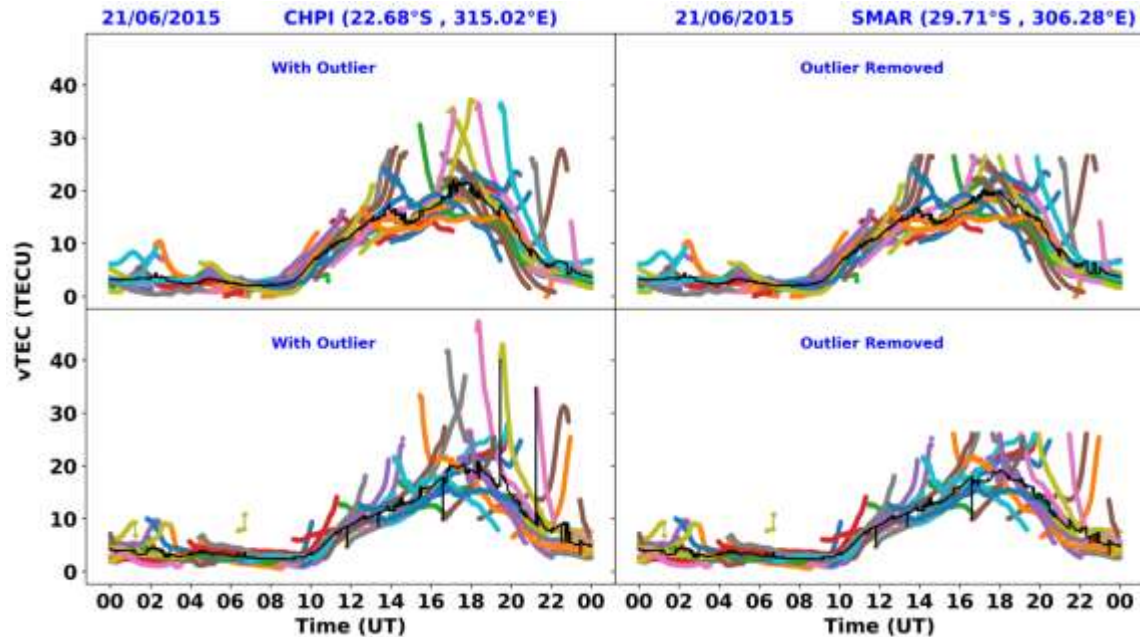 21/06/2015 CHPI (22.68°S , 315.02°E) 21/06/2015 SMAR (29.71°S , 306.28°E)
With Outlier Outlier Removed
40
30
20
10
0
vTEC (TECU)
With Outlier Outlier Removed
40
30
20
10
0
00 02 04 06 08 10 12 14 16 18 20 22 00 00 02 04 06 08 10 12 14 16 18 20 22 00
Time (UT) Time (UT)